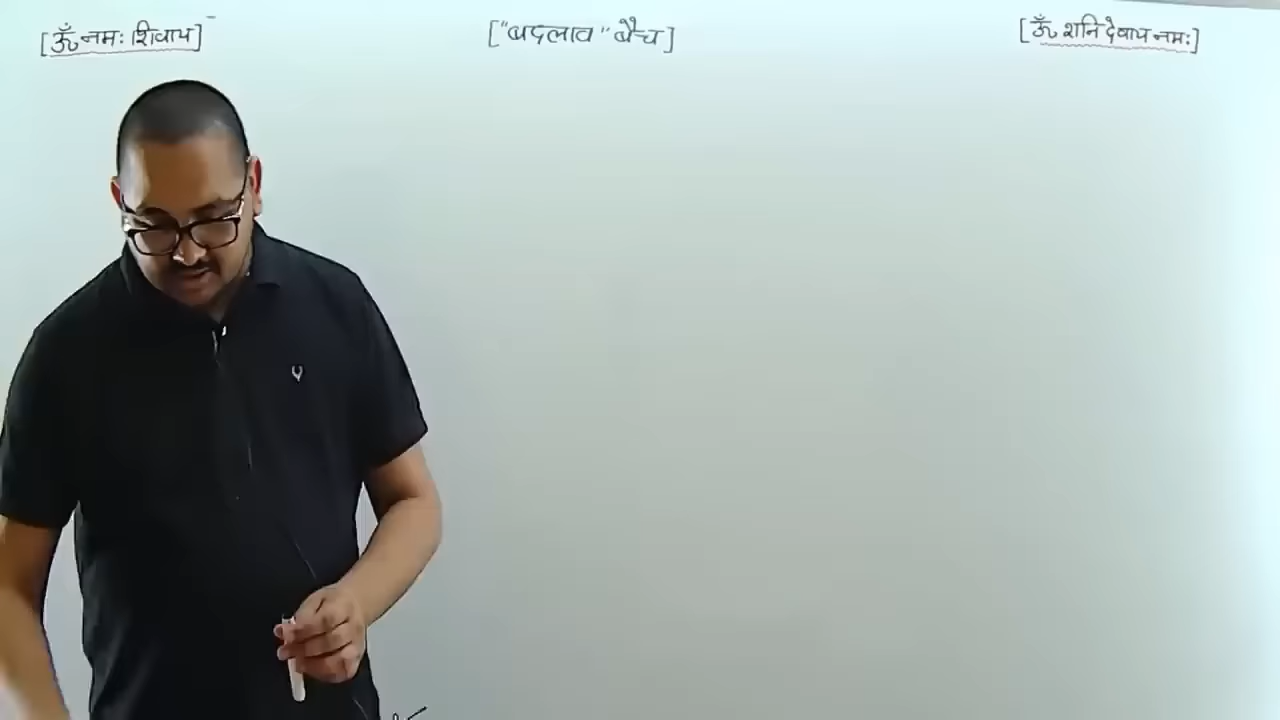 [ॐ नमः शिवाय]
["बदलाव" बैच]
[ॐ शनि देवाय नमः]